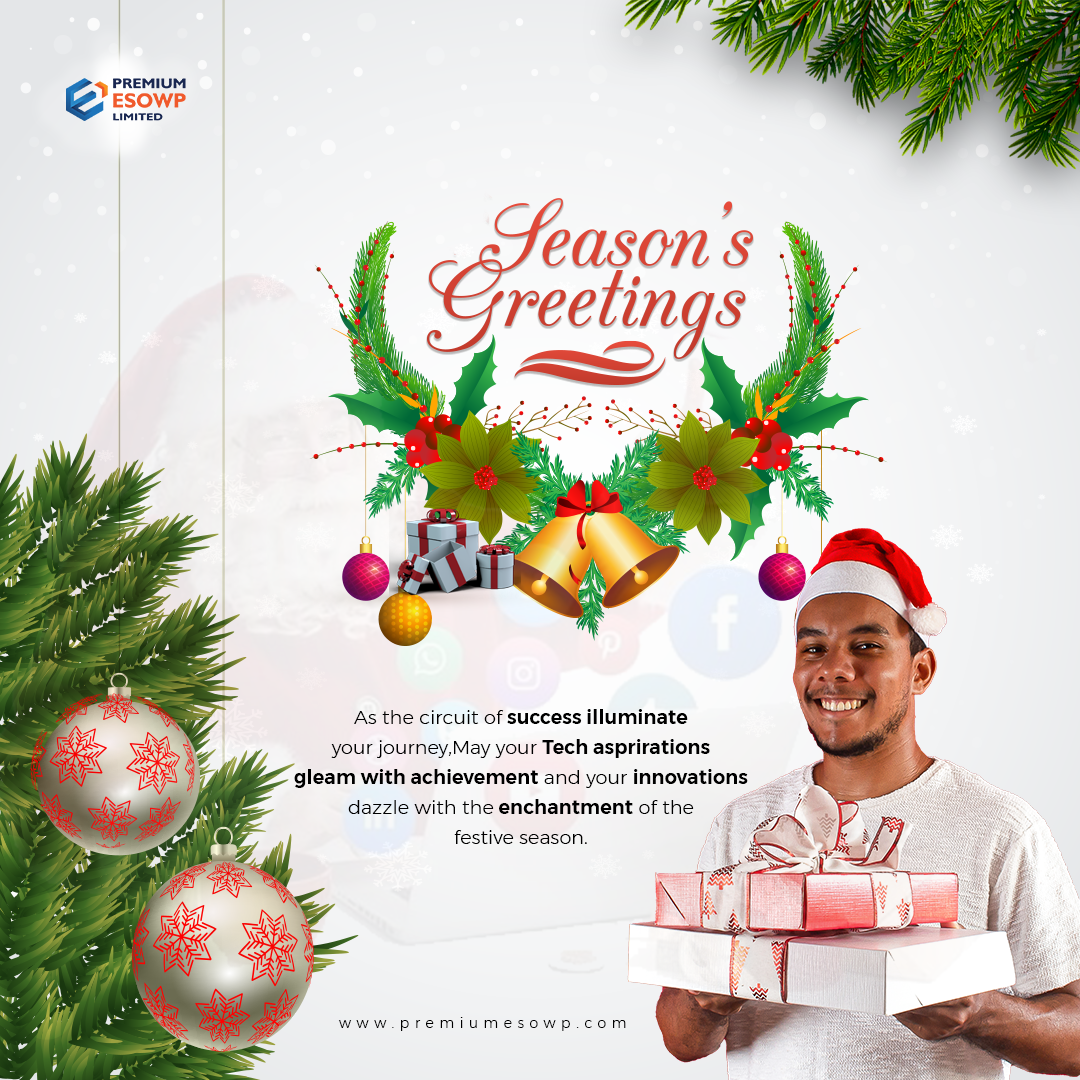 PREMIUM
ESOWP
LIMITED
Season's
Greetings
As the circuit of success illuminate
your journey,May your Tech asprirations
gleam with achievement and your innovations
dazzle with the enchantment of the
festive season.
www.premiumesowp.com